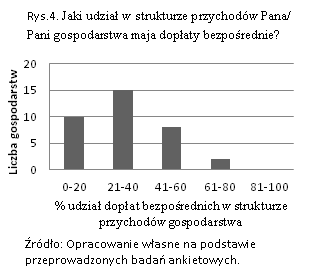 Rys.4. Jaki udział w strukturze przychodów Pana/
Pani gospodarstwa maja dopłaty bezpośrednie?
Liczba gospodarstw
20
15
10
5
0
0-20 21-40 41-60 61-80 81-100
% udział dopłat bezpośrednich w strukturze
przychodów gospodarstwa
Źródło: Opracowanie własne na podstawie
przeprowadzonych badań ankietowych.